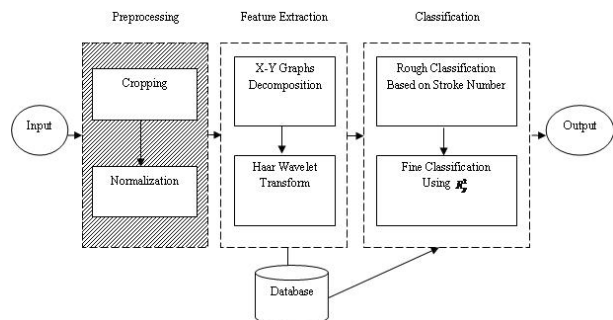 Preprocessing
Feature Extraction
Classification
Input
Cropping
Normalization
X-Y Graphs
Decomposition
Haar Wavelet
Transform
Rough Classification
Based on Stroke Number
Fine Classification
Using R²ₚ
Output
Database